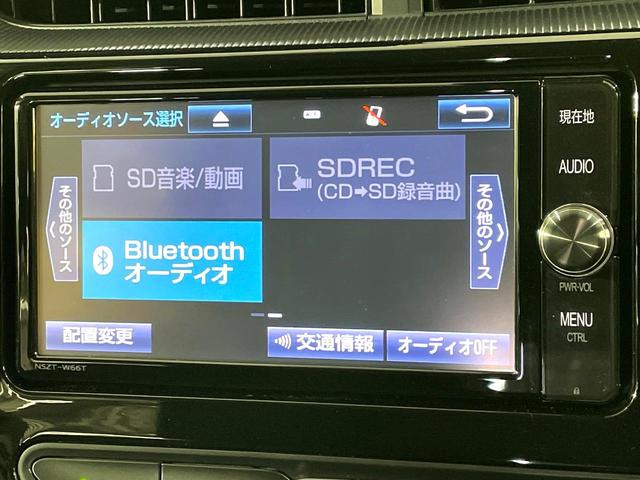 オーディオソース選択
SD音楽/動画
SDREC
(CD➡SD録音曲)
その他のソース
その他のソース
Bluetooth
オーディオ
配置変更
交通情報
オーディオOFF
NSZT-W66T
現在地
AUDIO
PWR-VOL
MENU
CTRL